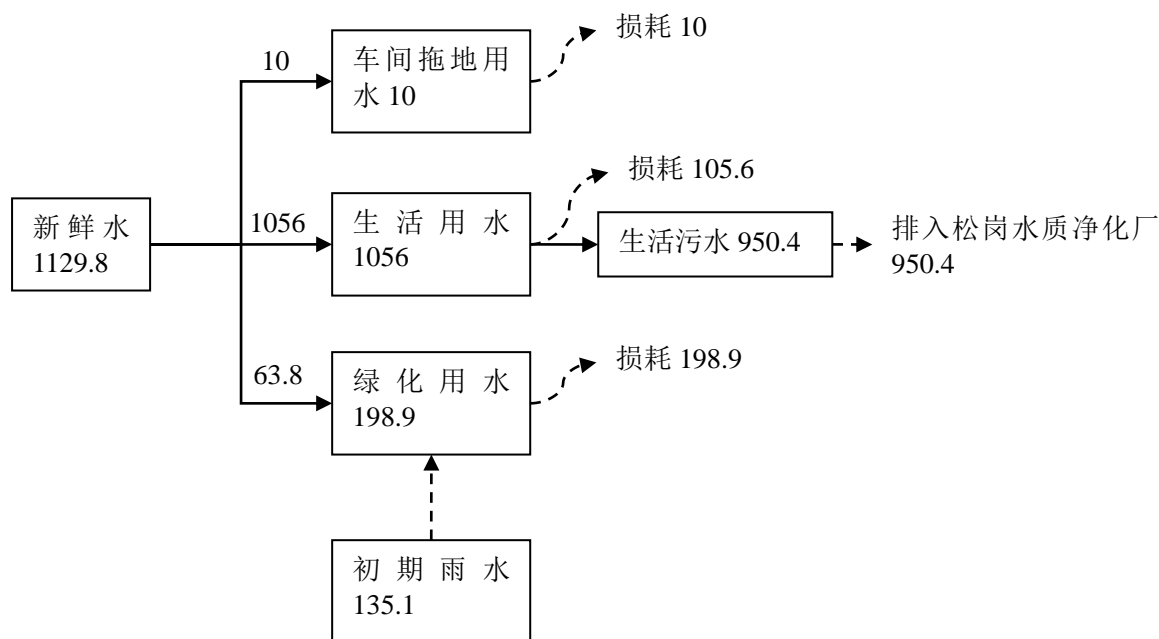 损耗 10
10
车间拖地用
水 10
损耗 105.6
新鲜水
1129.8
1056
生活用水
1056
生活污水 950.4
排入松岗水质净化厂
950.4
损耗 198.9
63.8
绿化用水
198.9
初期雨水
135.1